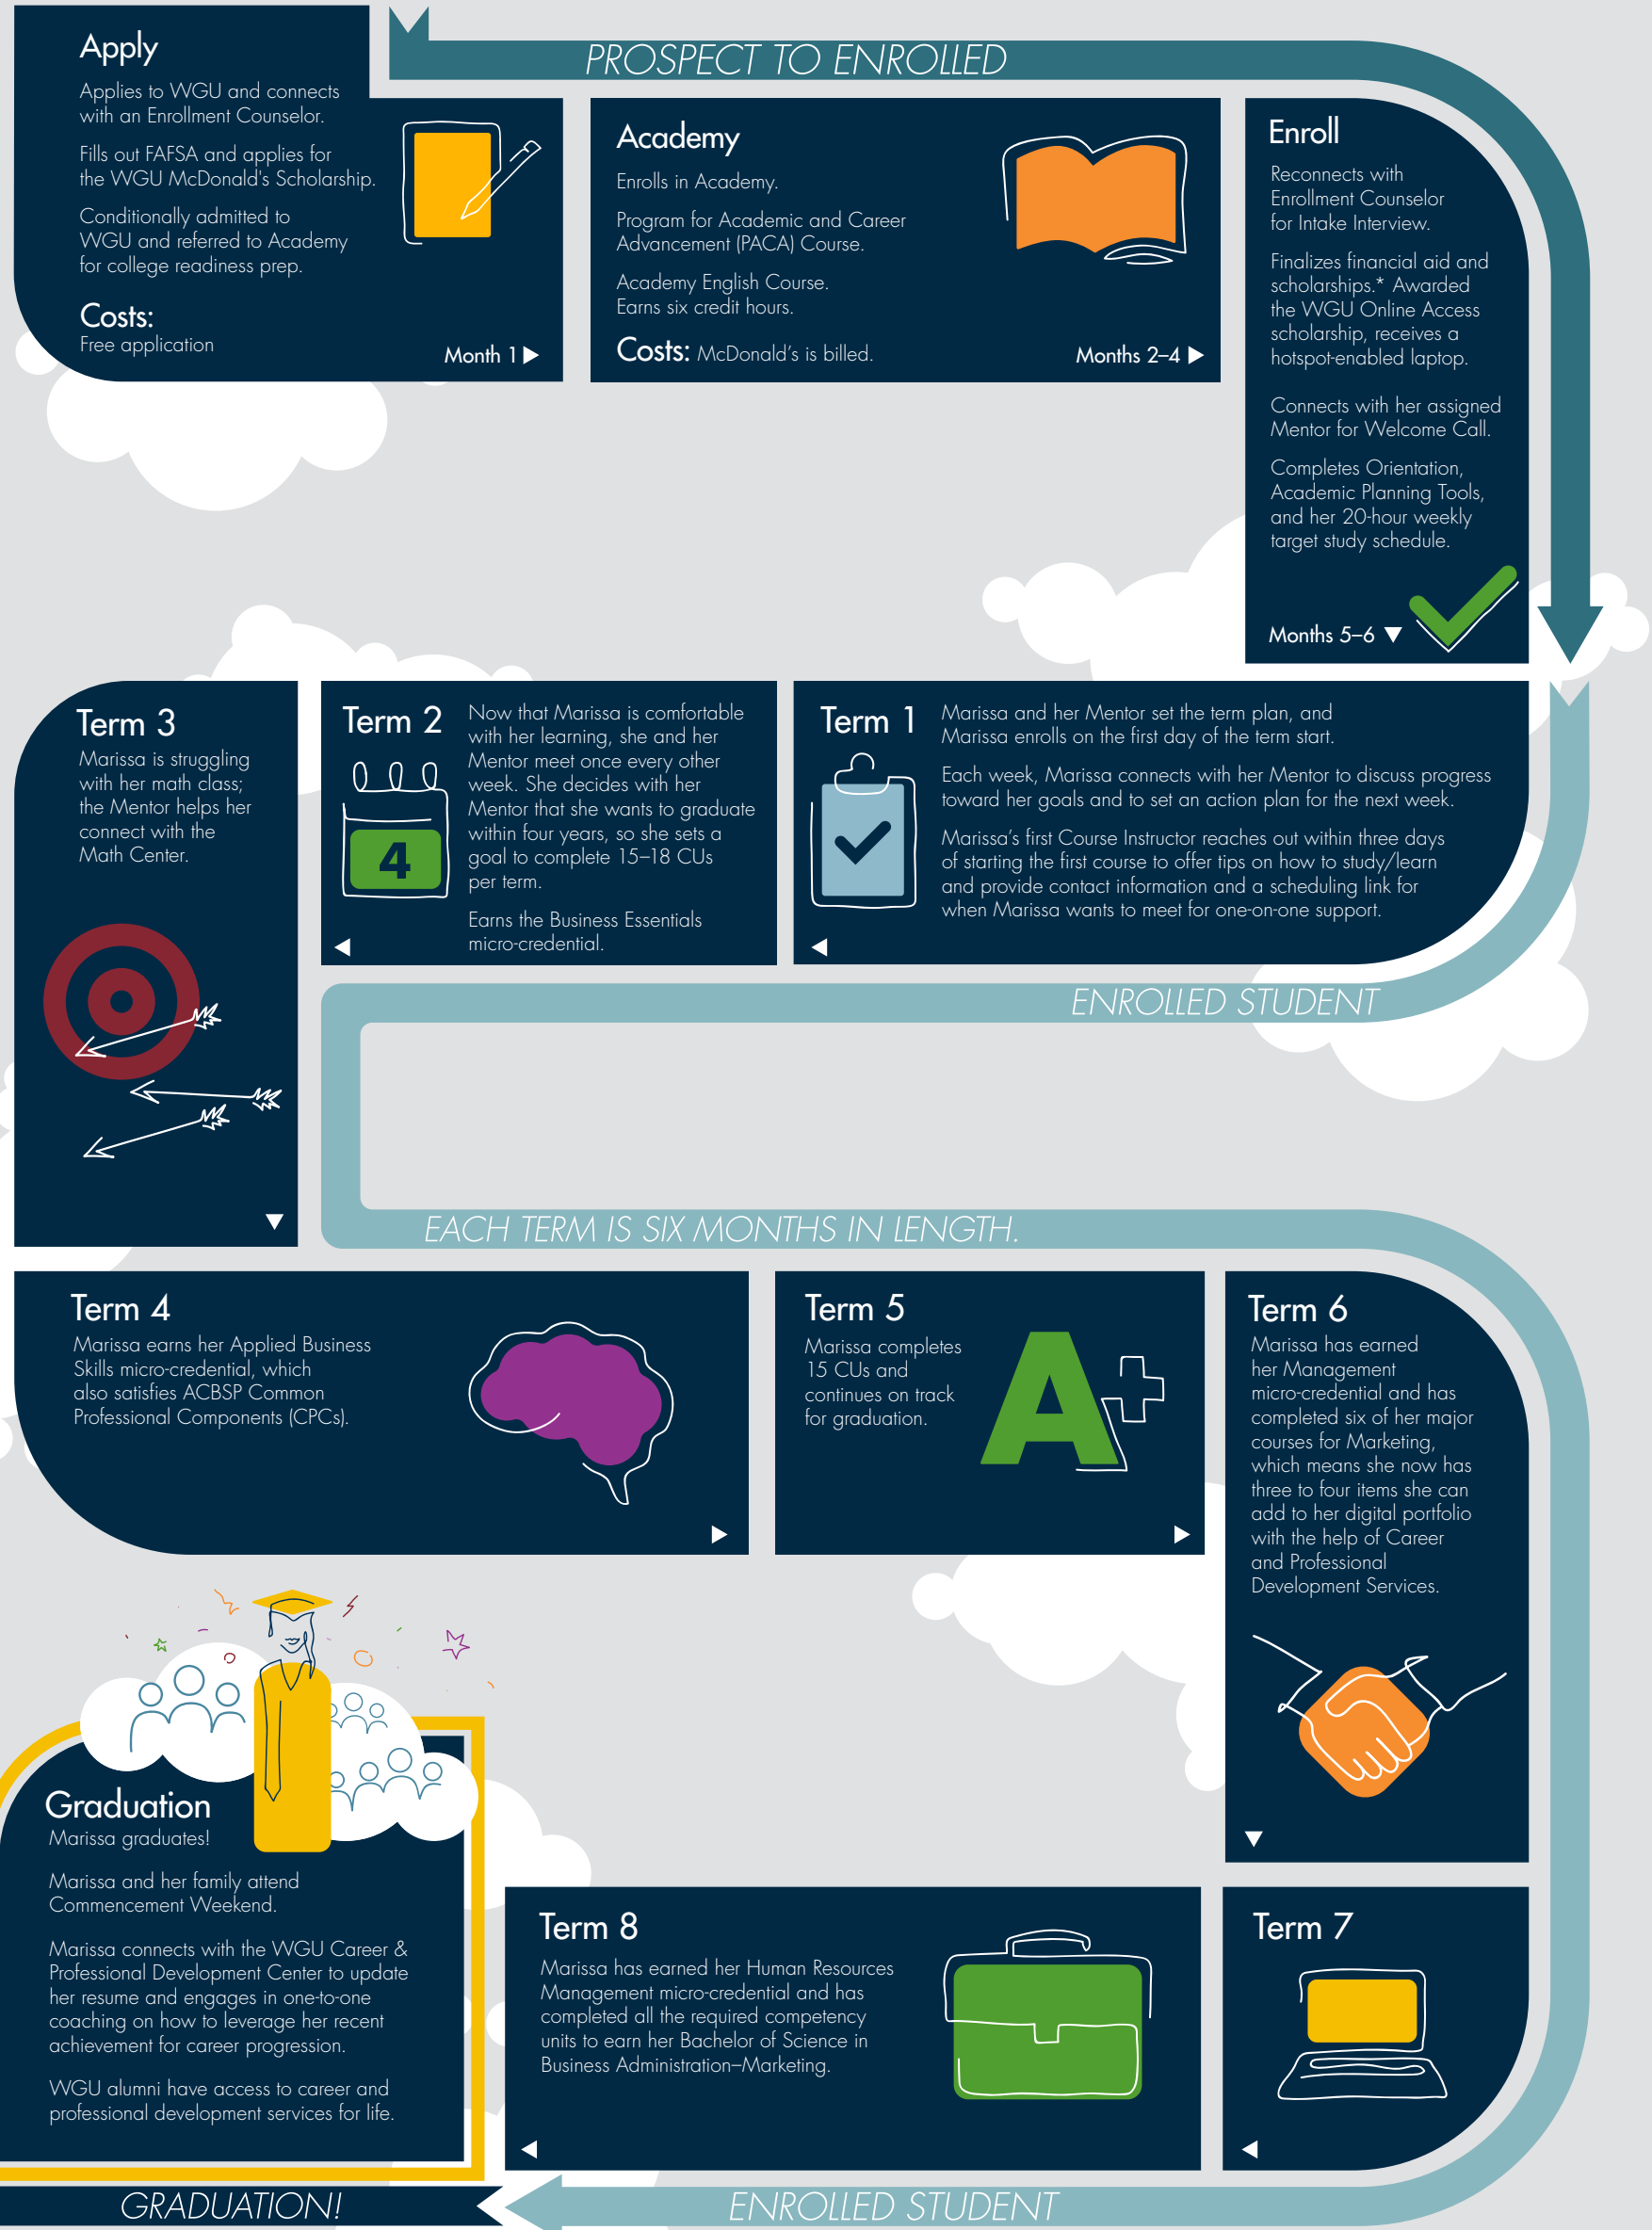 PROSPECT TO ENROLLED
Apply
Applies to WGU and connects
with an Enrollment Counselor.
Fills out FAFSA and applies for
the WGU McDonald's Scholarship.
Conditionally admitted to
WGU and referred to Academy
for college readiness prep.
Costs:
Free application
Month 1
Academy
Enrolls in Academy.
Program for Academic and Career
Advancement (PACA) Course.
Academy English Course.
Earns six credit hours.
Costs: McDonald's is billed.
Months 2–4
Enroll
Reconnects with
Enrollment Counselor
for Intake Interview.
Finalizes financial aid and
scholarships.* Awarded
the WGU Online Access
scholarship, receives a
hotspot-enabled laptop.
Connects with her assigned
Mentor for Welcome Call.
Completes Orientation,
Academic Planning Tools,
and her 20-hour weekly
target study schedule.
Months 5–6
Term 1
Marissa and her Mentor set the term plan, and
Marissa enrolls on the first day of the term start.
Each week, Marissa connects with her Mentor to discuss progress
toward her goals and to set an action plan for the next week.
Marissa's first Course Instructor reaches out within three days
of starting the first course to offer tips on how to study/learn
and provide contact information and a scheduling link for
when Marissa wants to meet for one-on-one support.
Term 2
4
Now that Marissa is comfortable
with her learning, she and her
Mentor meet once every other
week. She decides with her
Mentor that she wants to graduate
within four years, so she sets a
goal to complete 15–18 CUs
per term.
Earns the Business Essentials
micro-credential.
Term 3
Marissa is struggling
with her math class;
the Mentor helps her
connect with the
Math Center.
ENROLLED STUDENT
EACH TERM IS SIX MONTHS IN LENGTH.
Term 4
Marissa earns her Applied Business
Skills micro-credential, which
also satisfies ACBSP Common
Professional Components (CPCs).
Term 5
Marissa completes
15 CUs and
continues on track
for graduation.
A+
Term 6
Marissa has earned
her Management
micro-credential and has
completed six of her major
courses for Marketing,
which means she now has
three to four items she can
add to her digital portfolio
with the help of Career
and Professional
Development Services.
Term 7
Term 8
Marissa has earned her Human Resources
Management micro-credential and has
completed all the required competency
units to earn her Bachelor of Science in
Business Administration–Marketing.
Graduation
Marissa graduates!
Marissa and her family attend
Commencement Weekend.
Marissa connects with the WGU Career &
Professional Development Center to update
her resume and engages in one-to-one
coaching on how to leverage her recent
achievement for career progression.
WGU alumni have access to career and
professional development services for life.
GRADUATION!
ENROLLED STUDENT